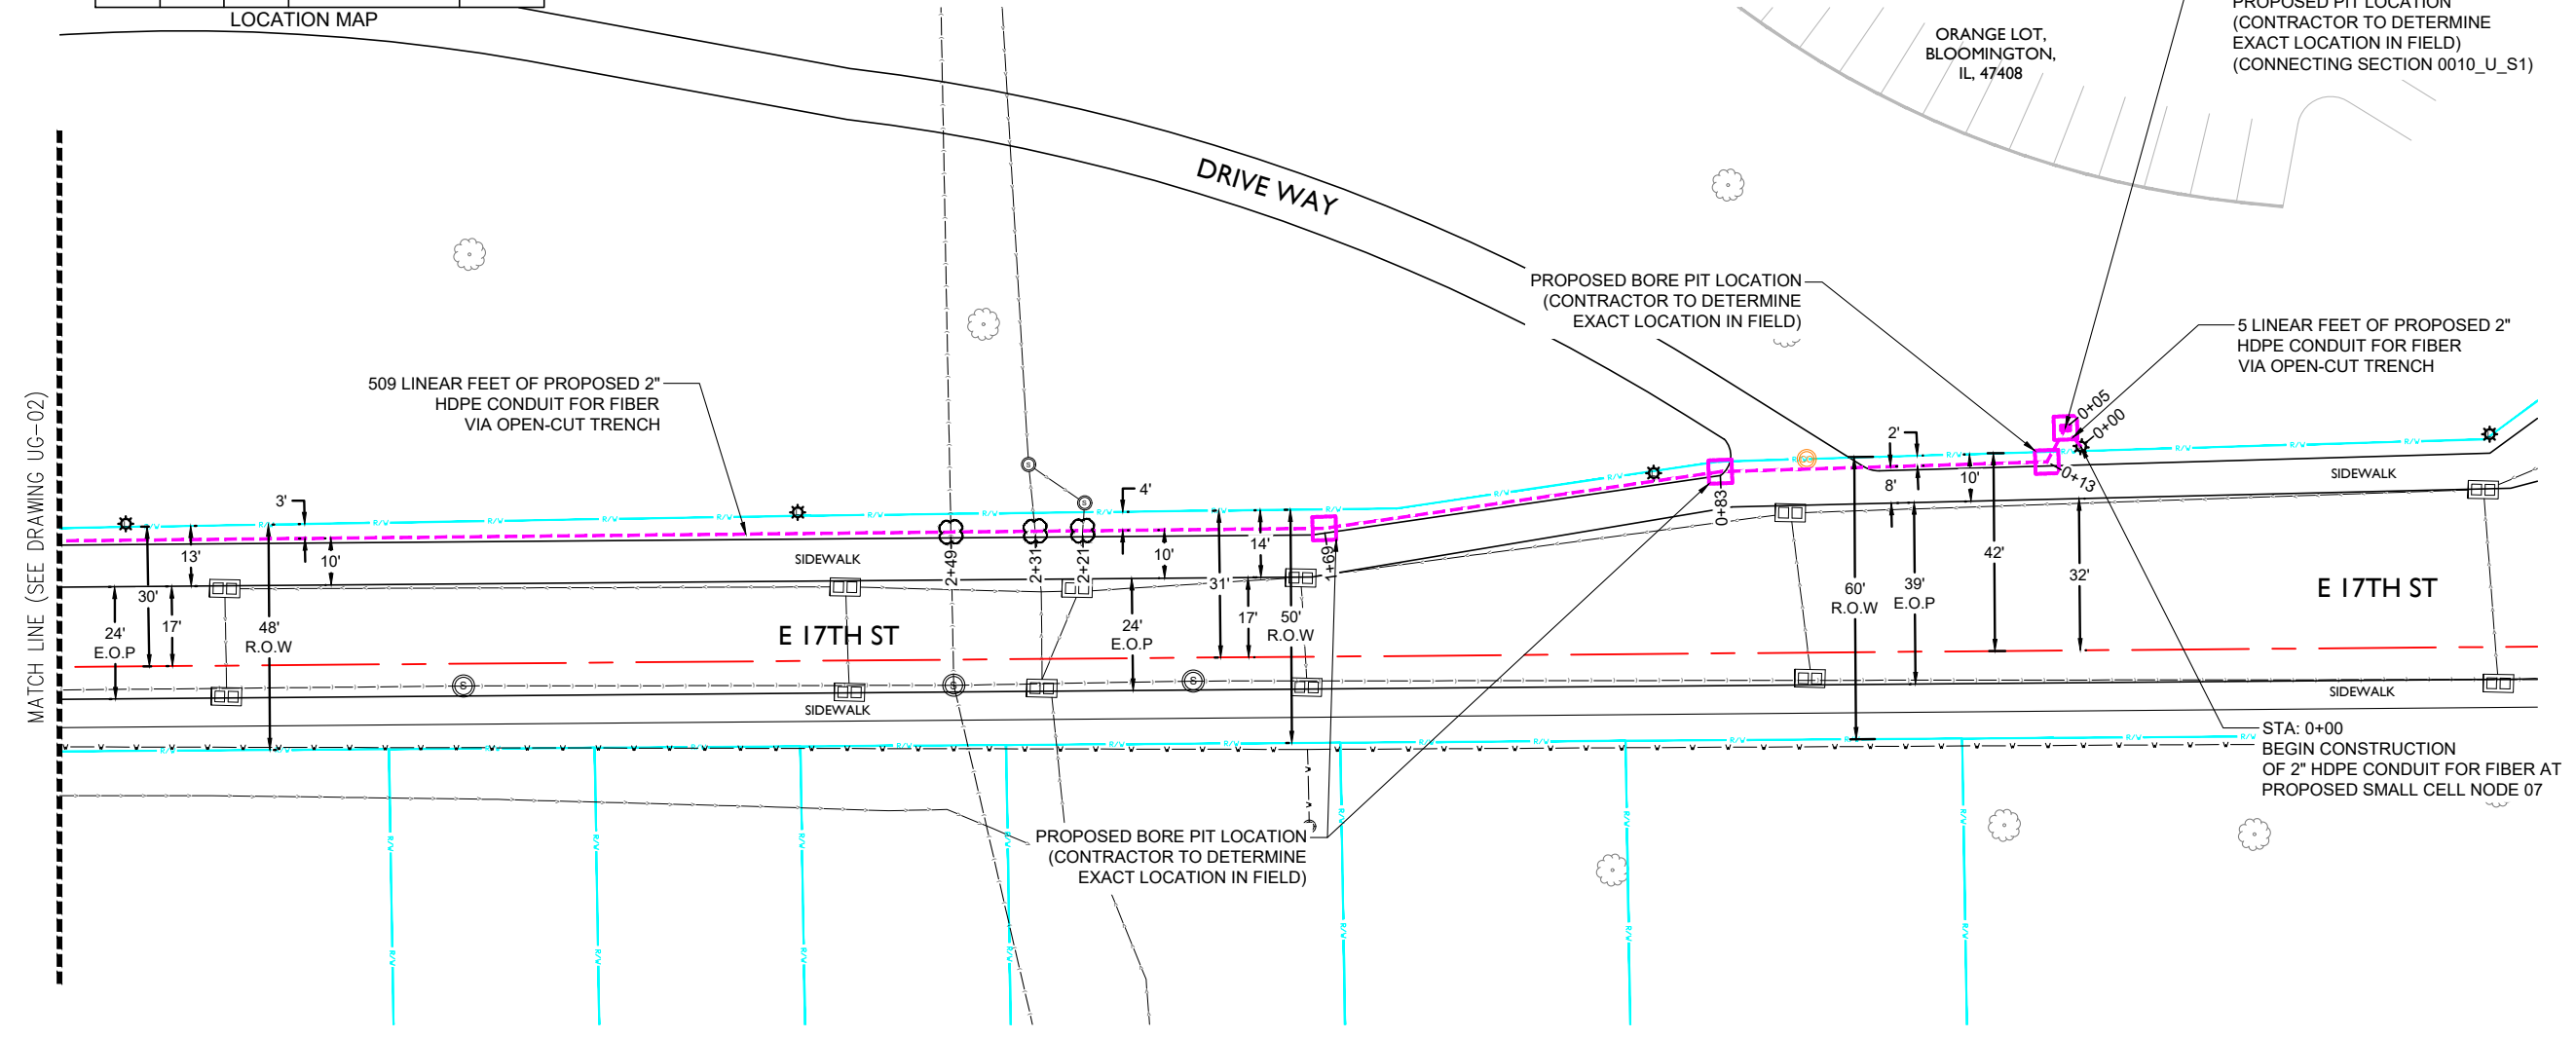 LOCATION MAP
PROPOSED PIT LOCATION
(CONTRACTOR TO DETERMINE
EXACT LOCATION IN FIELD)
(CONNECTING SECTION 0010_U_S1)
ORANGE LOT,
BLOOMINGTON,
IL, 47408
DRIVE WAY
PROPOSED BORE PIT LOCATION
(CONTRACTOR TO DETERMINE
EXACT LOCATION IN FIELD)
5 LINEAR FEET OF PROPOSED 2"
HDPE CONDUIT FOR FIBER
VIA OPEN-CUT TRENCH
509 LINEAR FEET OF PROPOSED 2"
HDPE CONDUIT FOR FIBER
VIA OPEN-CUT TRENCH
MATCH LINE (SEE DRAWING UG-02)
0+05
0+00
0+13
0+83
1+69
2+21
2+31
2+49
3'
13'
10'
30'
17'
24'
E.O.P
48'
R.O.W
SIDEWALK
E 17TH ST
SIDEWALK
4'
10'
14'
31'
17'
24'
E.O.P
50'
R.O.W
2'
8'
10'
42'
60'
R.O.W
39'
E.O.P
32'
SIDEWALK
E 17TH ST
SIDEWALK
R/W
R/W
R/W
R/W
R/W
R/W
R/W
R/W
R/W
R/W
R/W
S
S
S
S
S
PROPOSED BORE PIT LOCATION
(CONTRACTOR TO DETERMINE
EXACT LOCATION IN FIELD)
STA: 0+00
BEGIN CONSTRUCTION
OF 2" HDPE CONDUIT FOR FIBER AT
PROPOSED SMALL CELL NODE 07